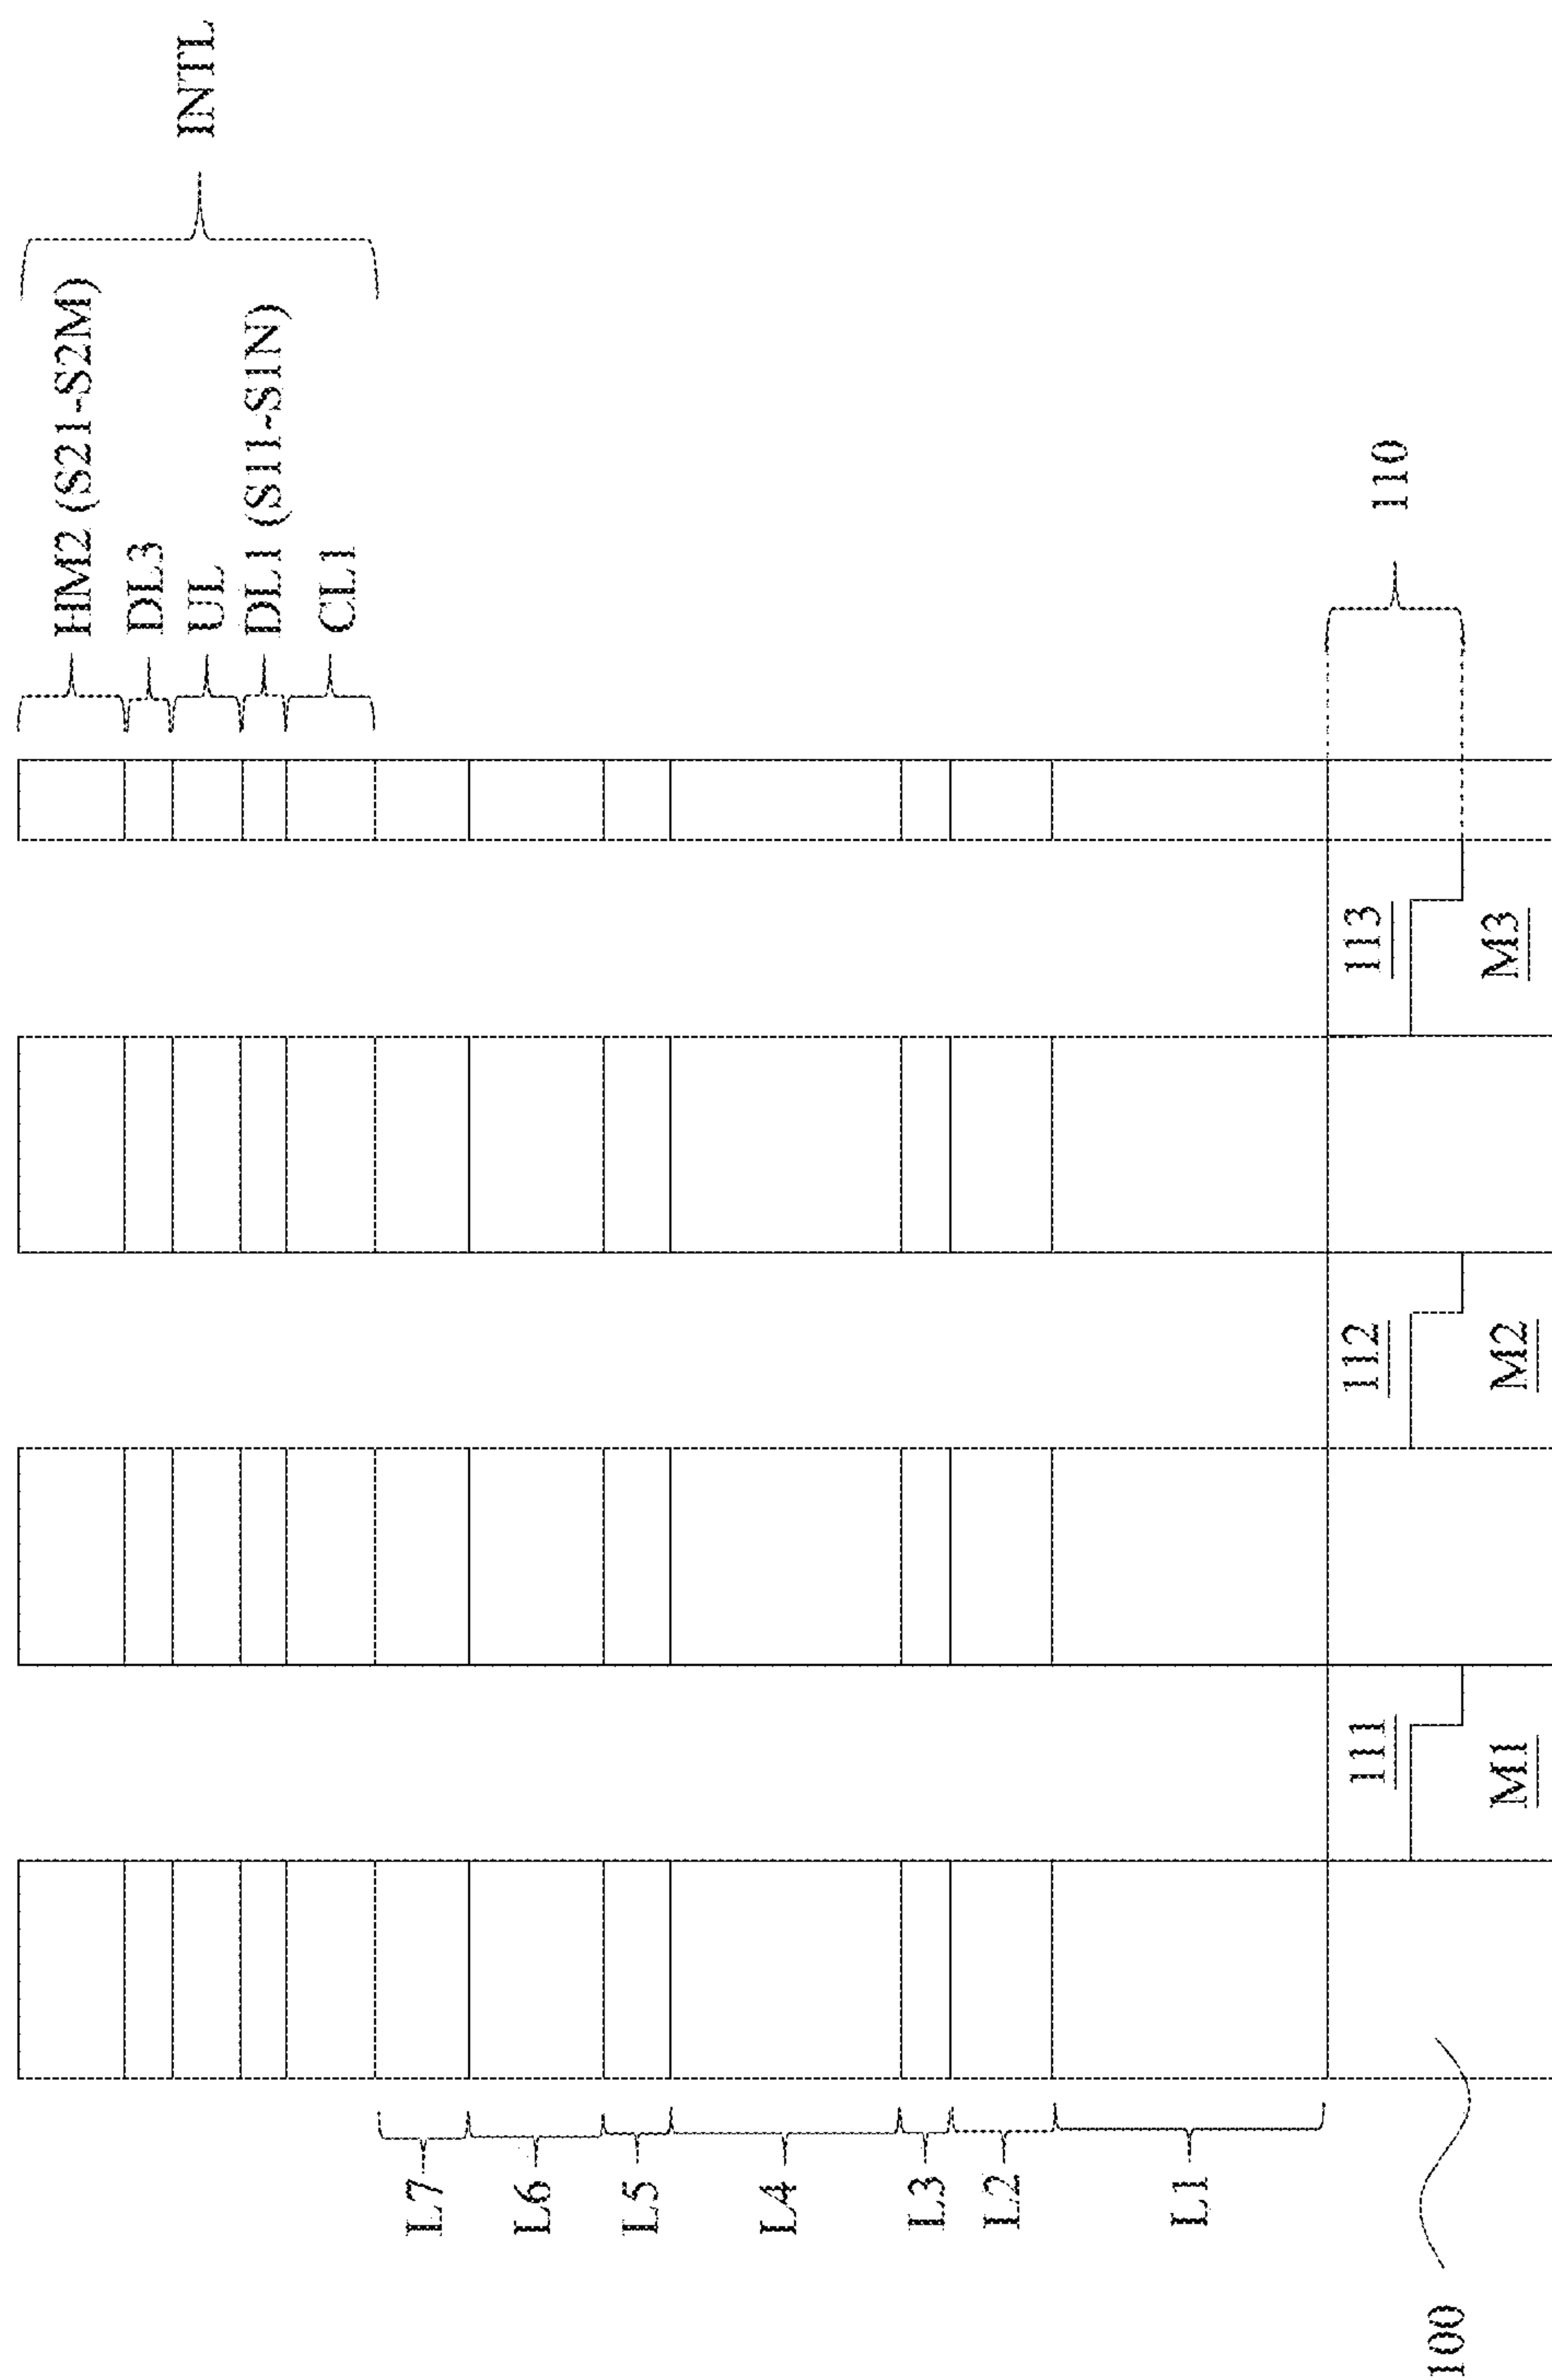 INTL
HM2 (S21-S2M)
DL3
UL
DL1 (S11-S1N)
CL1
L7
L6
L5
L4
L3
L2
L1
110
111
112
113
M1
M2
M3
100